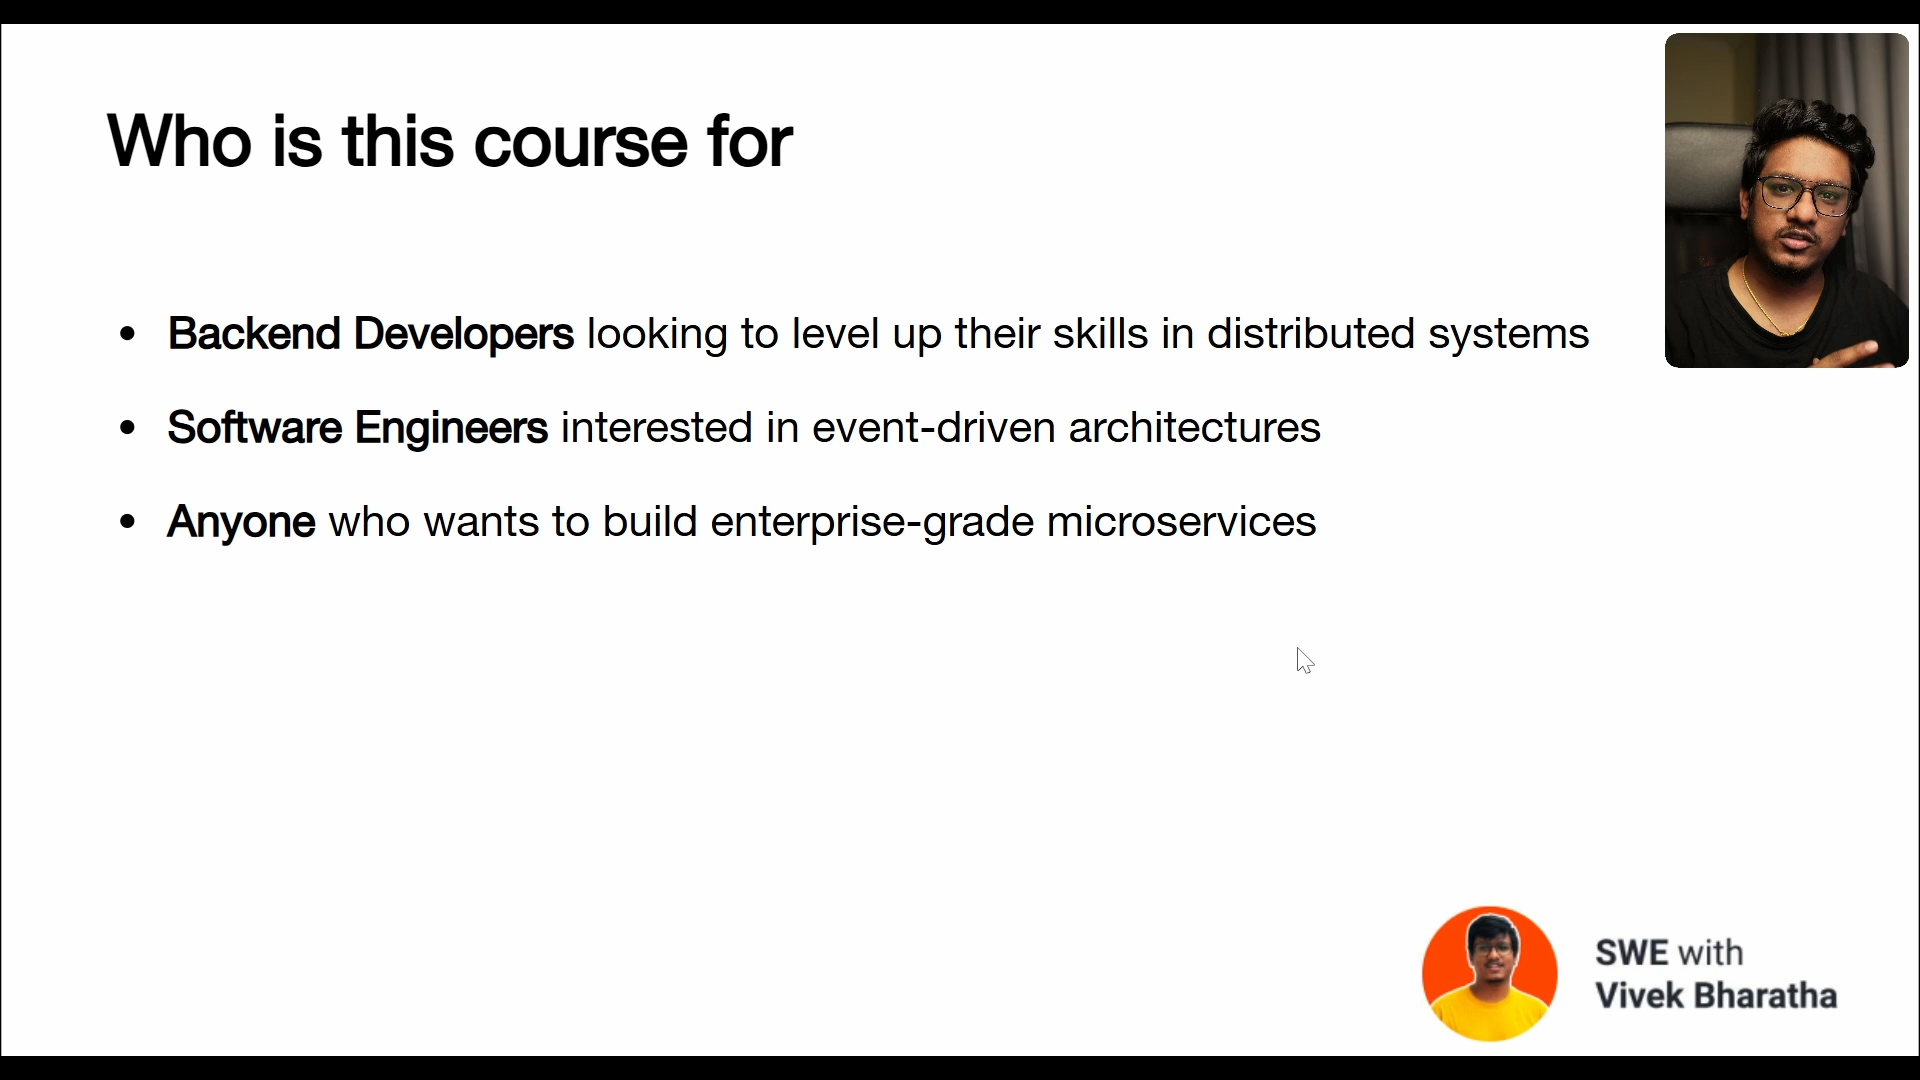 Who is this course for
Backend Developers looking to level up their skills in distributed systems
Software Engineers interested in event-driven architectures
Anyone who wants to build enterprise-grade microservices
SWE with
Vivek Bharatha